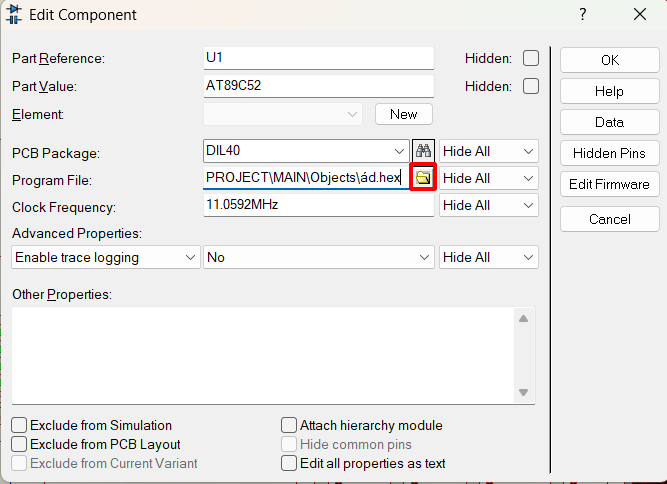 Edit Component
Part Reference: U1 Hidden: OK
Part Value: AT89C52 Hidden: Help
Element: New Data
PCB Package: DIL40 Hide All Hidden Pins
Program File: PROJECT\MAIN\Objects\ád.hex Hide All Edit Firmware
Clock Frequency: 11.0592MHz Hide All Cancel
Advanced Properties:
Enable trace logging No Hide All
Other Properties:
Exclude from Simulation Attach hierarchy module
Exclude from PCB Layout Hide common pins
Exclude from Current Variant Edit all properties as text